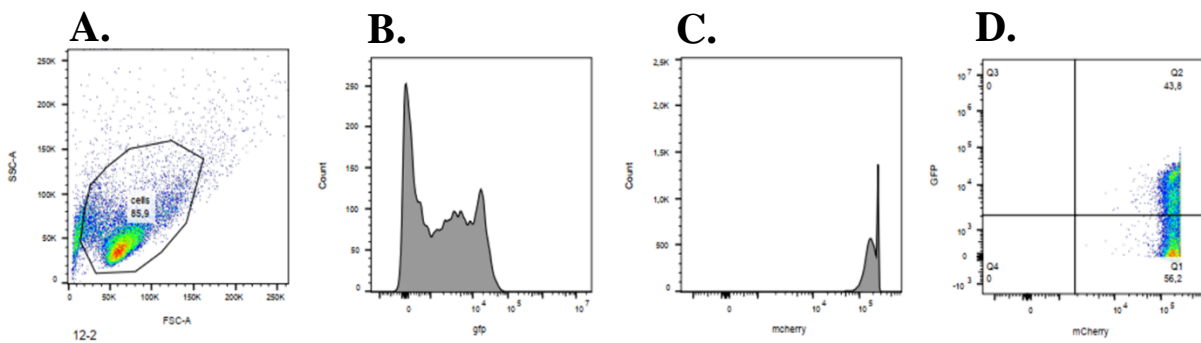 A.
B.
C.
D.
SSC-A
250K
200K
150K
100K
50K
0
cells
85,9
0 50K 100K 150K 200K 250K
FSC-A
12-2
Count
250
200
150
100
50
0
0 10^4 10^5 10^7
gfp
Count
2,5K
2,0K
1,5K
1,0K
500
0
0 10^4 10^5
mcherry
GFP
10^7
10^6
10^5
10^4
10^3
0
-10^3
Q3
0
Q2
43,8
Q4
0
Q1
56,2
0 10^4 10^5
mCherry